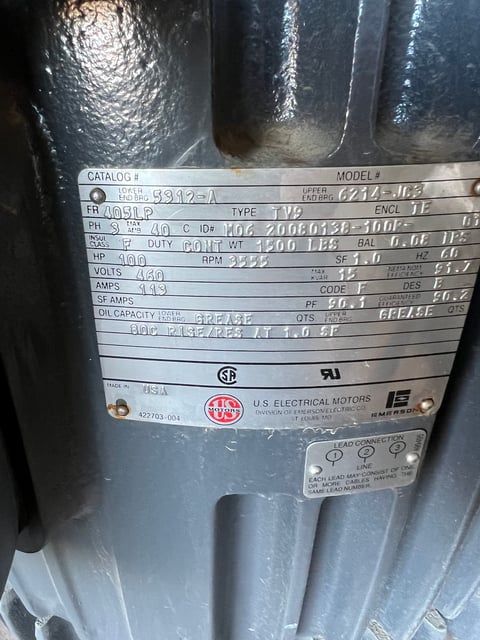 CATALOG # MODEL #
LOWER END BRG 5912-A UPPER END BRG 6214-JC3
FR 405LP TYPE TV9 ENCL TE
PH 3 MAX AMB 40 C ID# M06 20080138-100R-
INSUL CLASS F DUTY CONT WT 1500 LBS BAL 0.08 IPS
HP 100 RPM 3555 SF 1.0 HZ 60
VOLTS 460 MAX KVAR 15 NEMA NOM EFFICIENCY 91.7
AMPS 113 CODE F DES B
SF AMPS PF 90.1 GUARANTEED EFFICIENCY 90.2
OIL CAPACITY LOWER END BRG GREASE QTS UPPER END BRG GREASE QTS
80C RISE/RES AT 1.0 SF
MADE IN USA
US MOTORS
U.S. ELECTRICAL MOTORS
DIVISION OF EMERSON ELECTRIC CO.
ST. LOUIS, MO
EMERSON
422703-004
LEAD CONNECTION
1 2 3
LINE
EACH LEAD MAY CONSIST OF ONE
OR MORE CABLES HAVING THE
SAME LEAD NUMBER.